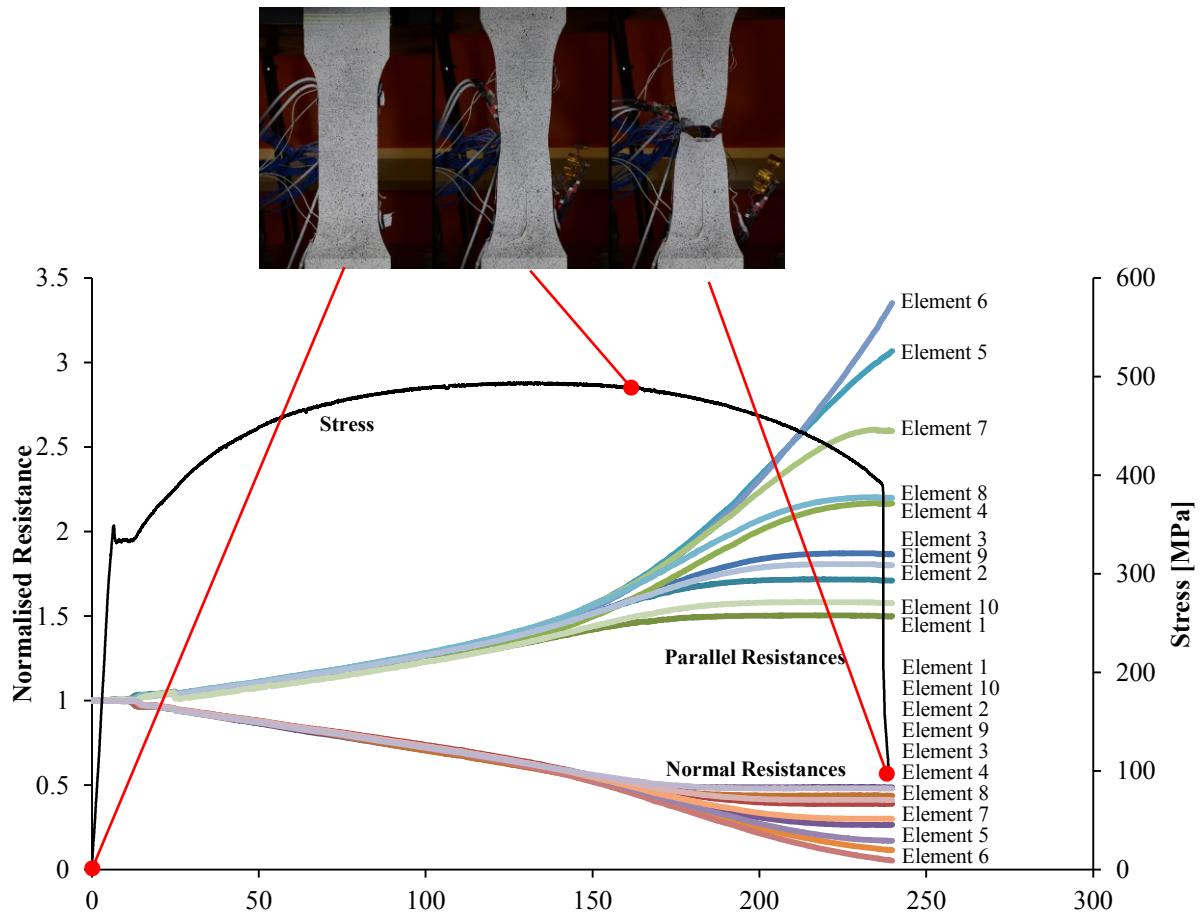 3.5
3
2.5
2
1.5
1
0.5
0
Normalised Resistance
600
500
400
300
200
100
0
Stress [MPa]
0
50
100
150
200
250
300
Stress
Parallel Resistances
Normal Resistances
Element 6
Element 5
Element 7
Element 8
Element 4
Element 3
Element 9
Element 2
Element 10
Element 1
Element 1
Element 10
Element 2
Element 9
Element 3
Element 4
Element 8
Element 7
Element 5
Element 6